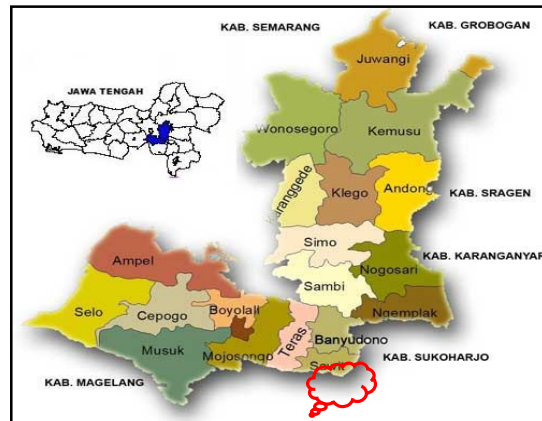 KAB. SEMARANG
KAB. GROBOGAN
Juwangi
JAWA TENGAH
Wonosegoro
Kemusu
Karanggede
Klego
Andong
KAB. SRAGEN
Simo
KAB. KARANGANYAR
Ampel
Nogosari
Sambi
Selo
Cepogo
Boyolali
Ngemplak
Musuk
Mojosongo
Teras
Banyudono
KAB. SUKOHARJO
KAB. MAGELANG